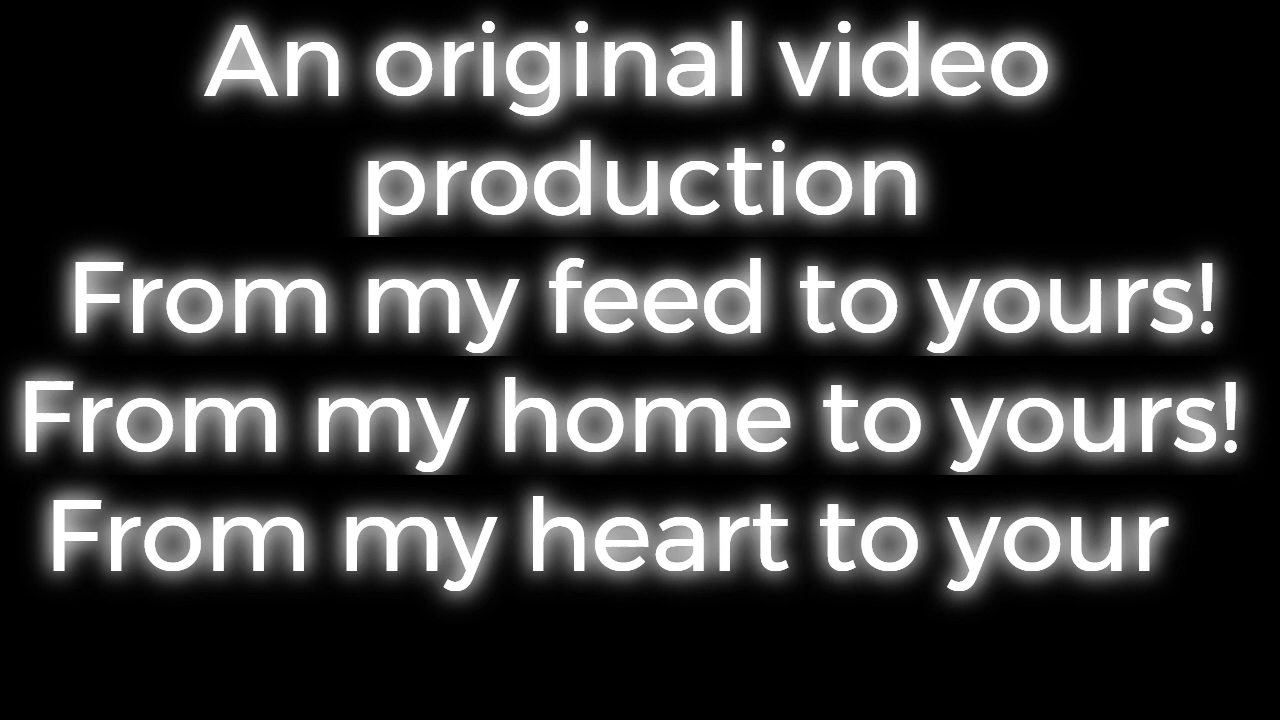 An original video
production
From my feed to yours!
From my home to yours!
From my heart to your